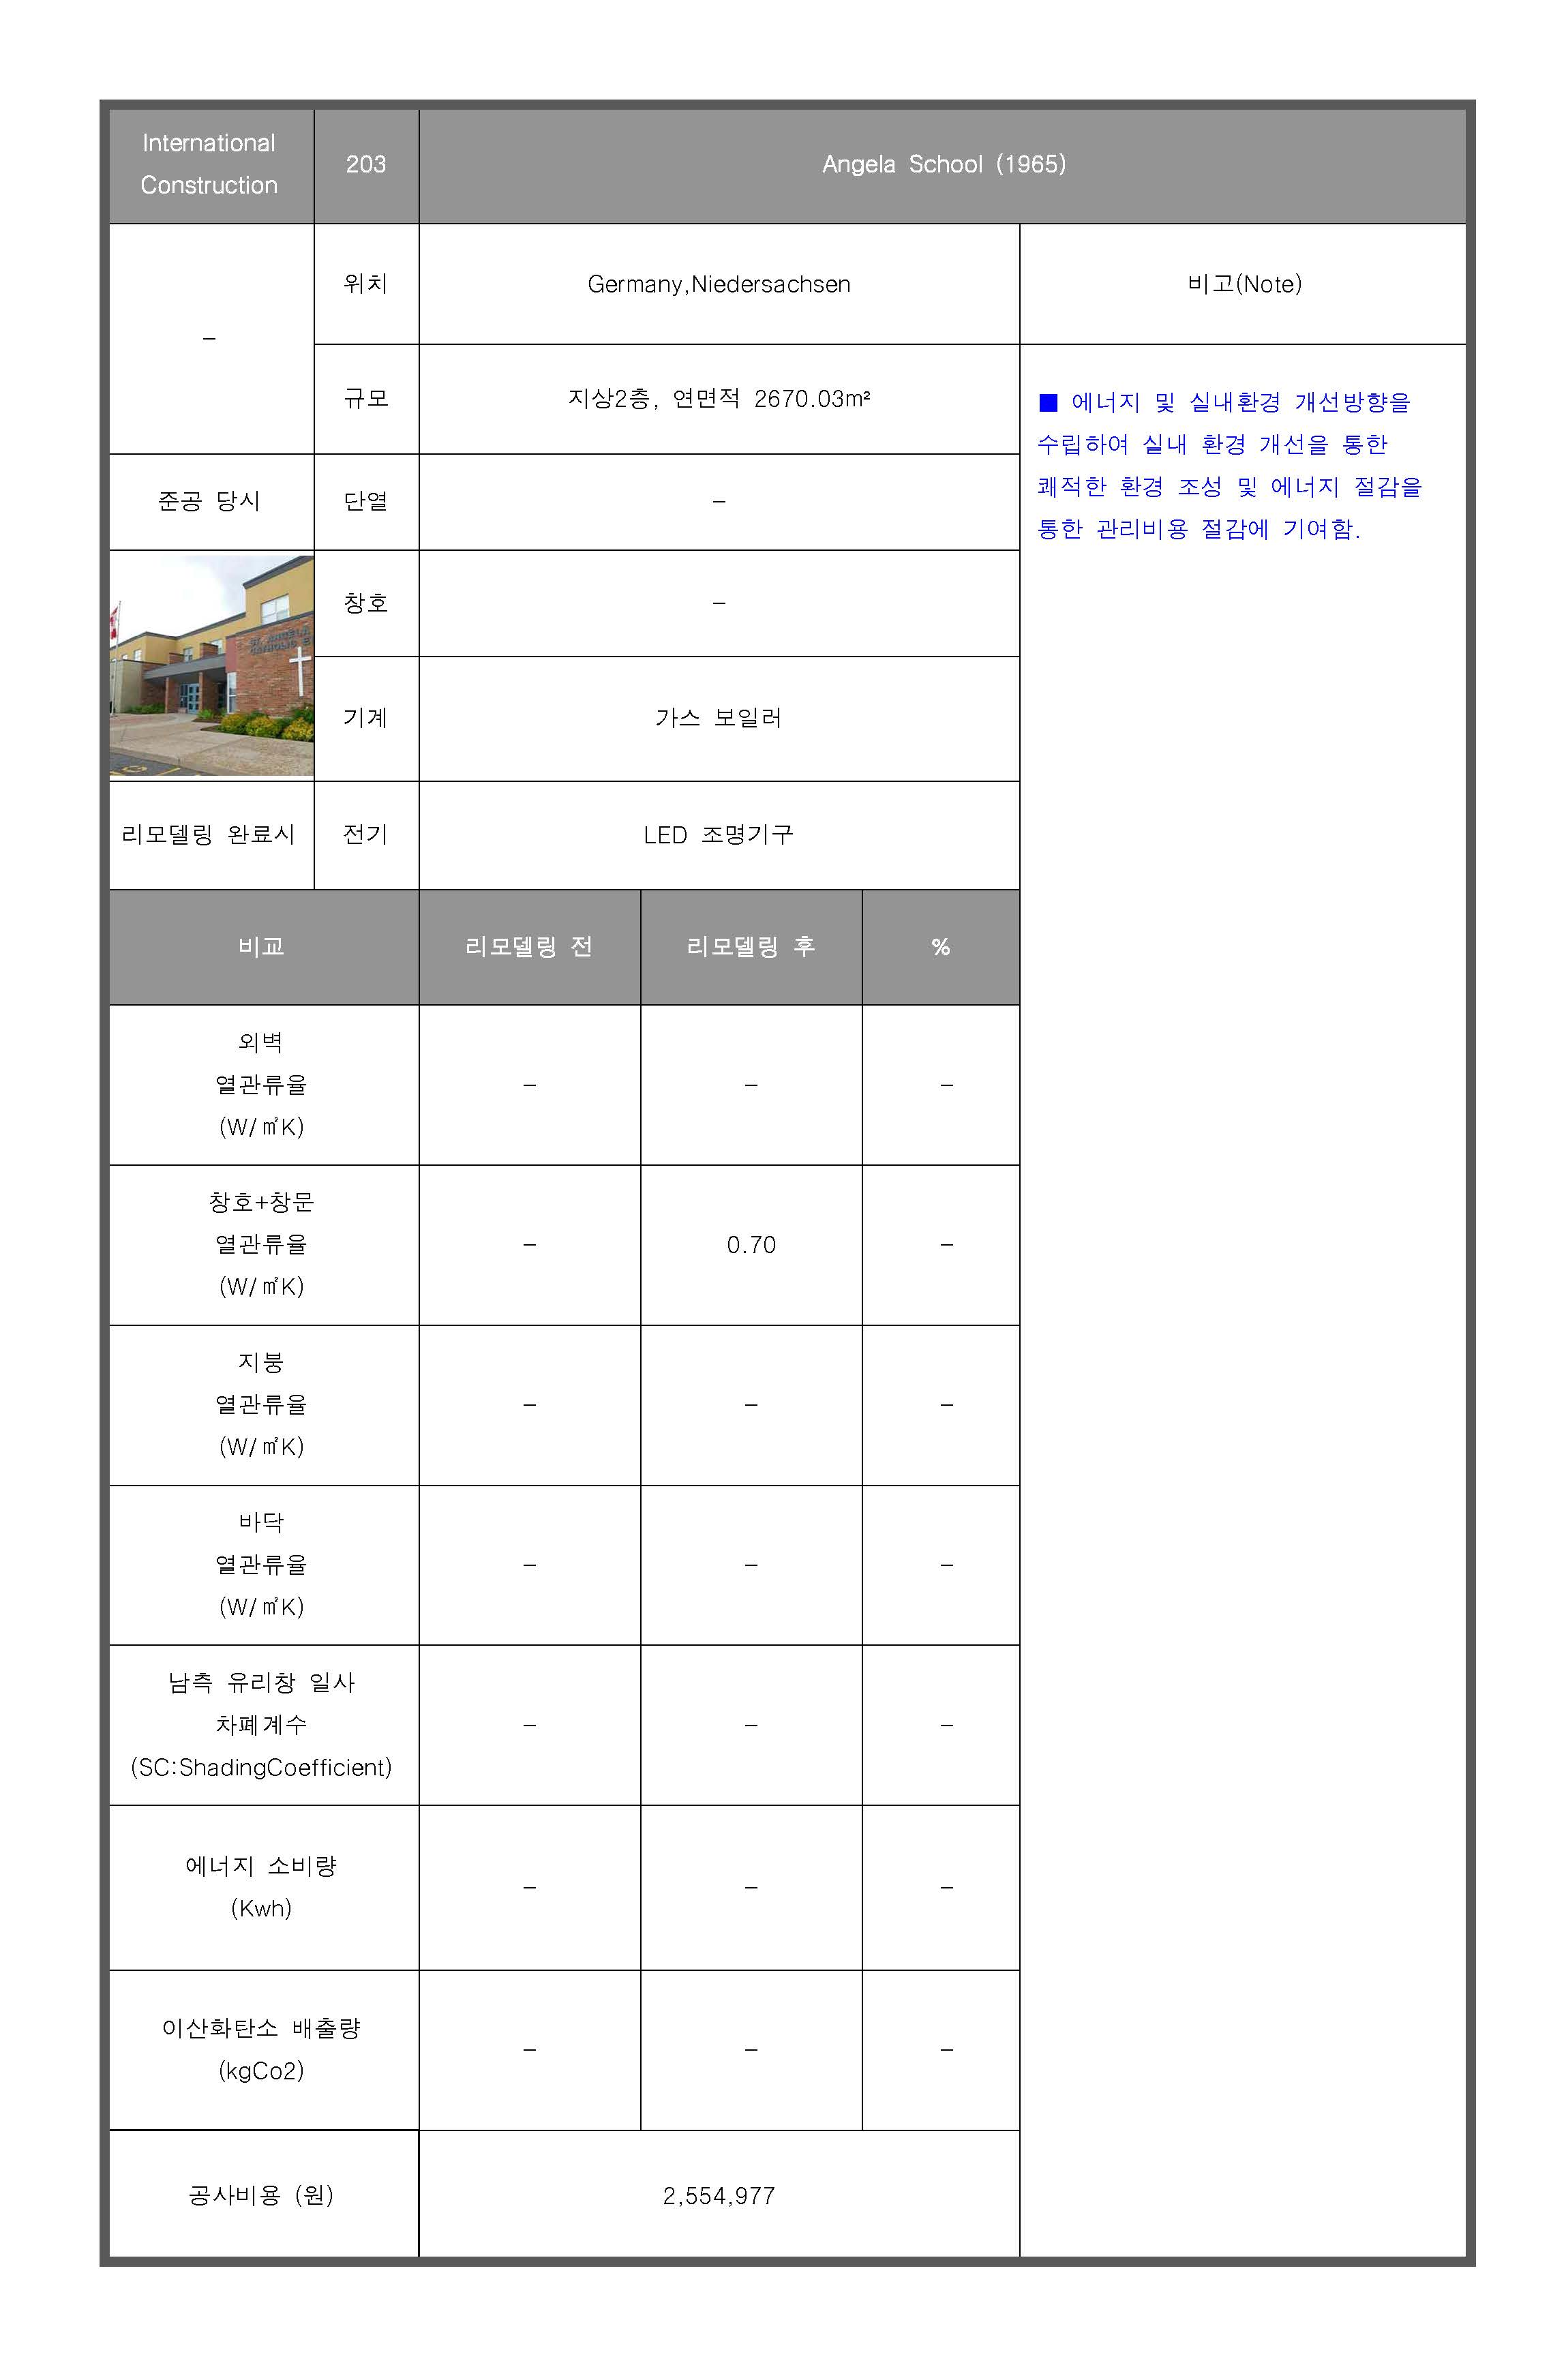 International
Construction
203
Angela School (1965)
–
위치
Germany,Niedersachsen
비고(Note)
규모
지상2층, 연면적 2670.03m²
■ 에너지 및 실내환경 개선방향을
수립하여 실내 환경 개선을 통한
쾌적한 환경 조성 및 에너지 절감을
통한 관리비용 절감에 기여함.
준공 당시
단열
–
ST. ANGELA
CATHOLIC
창호
–
기계
가스 보일러
리모델링 완료시
전기
LED 조명기구
비교
리모델링 전
리모델링 후
%
외벽
열관류율
(W/㎡K)
–
–
–
창호+창문
열관류율
(W/㎡K)
–
0.70
–
지붕
열관류율
(W/㎡K)
–
–
–
바닥
열관류율
(W/㎡K)
–
–
–
남측 유리창 일사
차폐계수
(SC:ShadingCoefficient)
–
–
–
에너지 소비량
(Kwh)
–
–
–
이산화탄소 배출량
(kgCo2)
–
–
–
공사비용 (원)
2,554,977